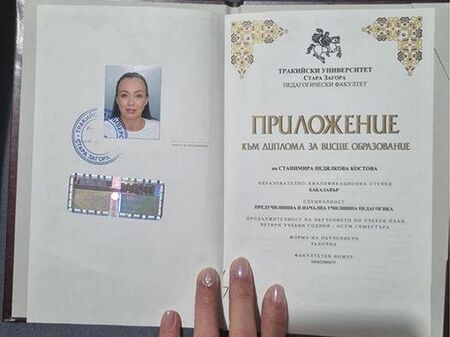 ТРАКИЙСКИ УНИВЕРСИТЕТ
СТАРА ЗАГОРА
ПЕДАГОГИЧЕСКИ ФАКУЛТЕТ
ПРИЛОЖЕНИЕ
КЪМ ДИПЛОМА ЗА ВИСШЕ ОБРАЗОВАНИЕ
на СТАНИМИРА НЕДЯЛКОВА КОСТОВА
ОБРАЗОВАТЕЛНО-КВАЛИФИКАЦИОННА СТЕПЕН
БАКАЛАВЪР
СПЕЦИАЛНОСТ
ПРЕДУЧИЛИЩНА И НАЧАЛНА УЧИЛИЩНА ПЕДАГОГИКА
ПРОДЪЛЖИТЕЛНОСТ НА ОБУЧЕНИЕТО ПО УЧЕБЕН ПЛАН
ЧЕТИРИ УЧЕБНИ ГОДИНИ / ОСЕМ СЕМЕСТЪРА
ФОРМА НА ОБУЧЕНИЕТО
ЗАДОЧНА
ФАКУЛТЕТЕН НОМЕР
СТАРА ЗАГОРА